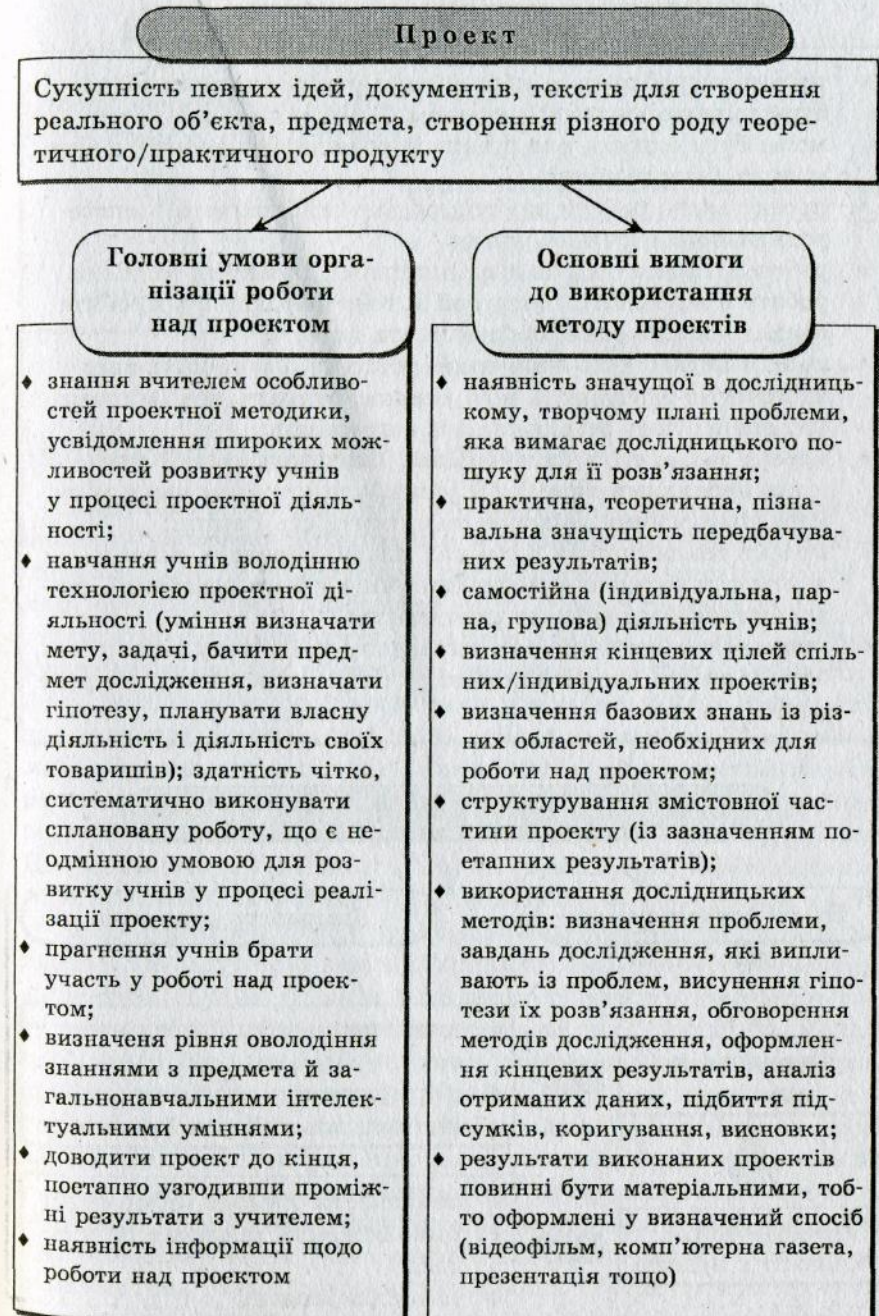 Проект
Сукупність певних ідей, документів, текстів для створення
реального об’єкта, предмета, створення різного роду теоре-
тичного/практичного продукту
Головні умови орга-
нізації роботи
над проектом
♦ знання вчителем особливо-
стей проектної методики,
усвідомлення широких мож-
ливостей розвитку учнів
у процесі проектної діяль-
ності;
♦ навчання учнів володінню
технологією проектної ді-
яльності (уміння визначати
мету, задачі, бачити пред-
мет дослідження, визначати
гіпотезу, планувати власну
діяльність і діяльність своїх
товаришів); здатність чітко,
систематично виконувати
сплановану роботу, що є не-
одмінною умовою для роз-
витку учнів у процесі реалі-
зації проекту;
♦ прагнення учнів брати
участь у роботі над проек-
том;
♦ визначеня рівня оволодіння
знаннями з предмета й за-
гальнонавчальними інтелек-
туальними уміннями;
♦ доводити проект до кінця,
постапно узгодивши проміж-
ні результати з учителем;
♦ наявність інформації щодо
роботи над проектом
Основні вимоги
до використання
методу проектів
♦ наявність значущої в дослідниць-
кому, творчому плані проблеми,
яка вимагає дослідницького по-
шуку для її розв’язання;
♦ практична, теоретична, пізна-
вальна значущість передбачува-
них результатів;
♦ самостійна (індивідуальна, пар-
на, групова) діяльність учнів;
♦ визначення кінцевих цілей спіль-
них/індивідуальних проектів;
♦ визначення базових знань із різ-
них областей, необхідних для
роботи над проектом;
♦ структурування змістовної час-
тини проекту (із зазначенням по-
етапних результатів);
♦ використання дослідницьких
методів: визначення проблеми,
завдань дослідження, які випли-
вають із проблем, висунення гіпо-
тези їх розв’язання, обговорення
методів дослідження, оформлен-
ня кінцевих результатів, аналіз
отриманих даних, підбиття під-
сумків, коригування, висновки;
♦ результати виконаних проектів
повинні бути матеріальними, тоб-
то оформлені у визначений спосіб
(відеофільм, комп’ютерна газета,
презентація тощо)